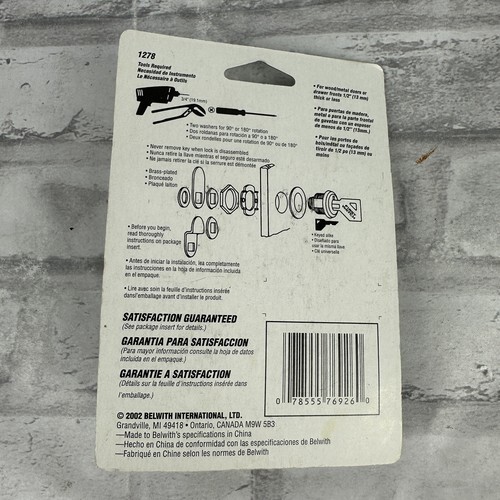 1278
Tools Required
Necesidad de Instruments
Le Nécessaire à Outils
3/4" (19.1mm)
• Two washers for 90° or 180° rotation
• Dos rondanas para rotación a 90° o a 180°
• Deux rondelles pour une rotation de 90° ou de 180°
• Never remove key when lock is disassembled.
• Nunca retire la llave mientras el seguro esté desarmado
• Ne jamais retirer la clé si la serrure est démontée
• For wood/metal doors or
drawer fronts 1/2" (13 mm)
thick or less
• Para puertas de madera,
metal o para la parte frontal
de gavetas con un espesor
de menos de 1/2" (13mm.)
• Pour les portes de
bois/métal ou façades de
tiroir de 1/2 po (13 mm) ou
moins
• Brass-plated
• Bronceado
• Plaqué laiton
• Keyed alike
• Diseñado para
usar la misma llave
• Clé universelle
• Before you begin,
read thoroughly
instructions on package
insert.
• Antes de iniciar la instalación, lea completamente
las instrucciones en la hoja de información incluida
en el empaque.
• Lire avec soin la feuille d'instructions insérée
dans l'emballage avant d'installer le produit.
SATISFACTION GUARANTEED
(See package insert for details.)
GARANTIA PARA SATISFACCION
(Para mayor información consulte la hoja de datos
incluida en el empaque.)
GARANTIE A SATISFACTION
(Détails sur la feuille d'instructions insérée dans
l'emballage.)
0 78555 76926 0
© 2002 BELWITH INTERNATIONAL, LTD.
Grandville, MI 49418 • Ontario, CANADA M9W 5B3
—Made to Belwith's specifications in China
—Hecho en China de conformidad con las especificaciones de Belwith
—Fabriqué en Chine selon les normes de Belwith